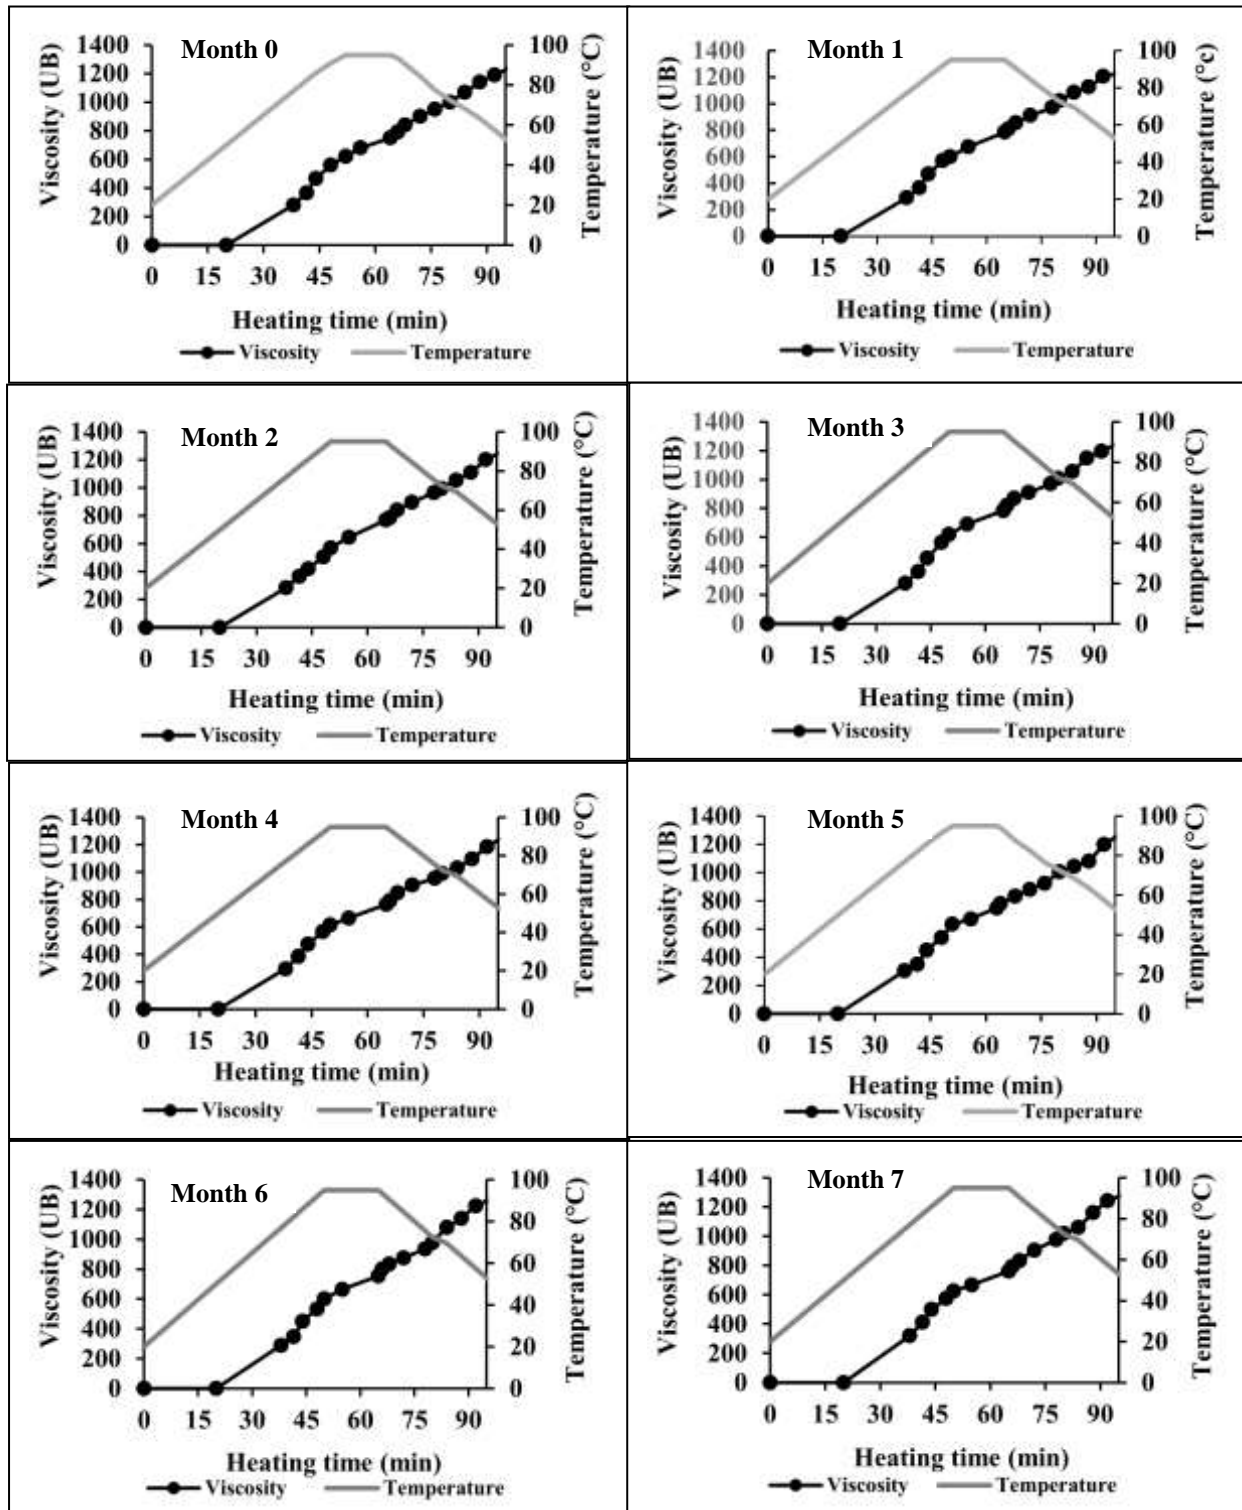 Month 0
Viscosity (UB)
1400
1200
1000
800
600
400
200
0
100
80
60
40
20
0
Temperature (°C)
0 15 30 45 60 75 90
Heating time (min)
Viscosity Temperature
Month 1
Viscosity (UB)
1400
1200
1000
800
600
400
200
0
100
80
60
40
20
0
Temperature (°c)
0 15 30 45 60 75 90
Heating time (min)
Viscosity Temperature
Month 2
Viscosity (UB)
1400
1200
1000
800
600
400
200
0
100
80
60
40
20
0
Temperature (°C)
0 15 30 45 60 75 90
Heating time (min)
Viscosity Temperature
Month 3
Viscosity (UB)
1400
1200
1000
800
600
400
200
0
100
80
60
40
20
0
Temperature (°C)
0 15 30 45 60 75 90
Heating time (min)
Viscosity Temperature
Month 4
Viscosity (UB)
1400
1200
1000
800
600
400
200
0
100
80
60
40
20
0
Temperature (°C)
0 15 30 45 60 75 90
Heating time (min)
Viscosity Temperature
Month 5
Viscosity (UB)
1400
1200
1000
800
600
400
200
0
100
80
60
40
20
0
Temperature (°C)
0 15 30 45 60 75 90
Heating time (min)
Viscosity Temperature
Month 6
Viscosity (UB)
1400
1200
1000
800
600
400
200
0
100
80
60
40
20
0
Temperature (°C)
0 15 30 45 60 75 90
Heating time (min)
Viscosity Temperature
Month 7
Viscosity (UB)
1400
1200
1000
800
600
400
200
0
100
80
60
40
20
0
Temperature (°C)
0 15 30 45 60 75 90
Heating time (min)
Viscosity Temperature